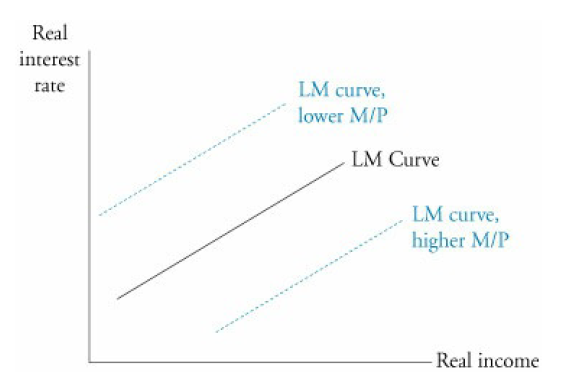 Real
interest
rate
LM curve,
lower M/P
LM Curve
LM curve,
higher M/P
Real income